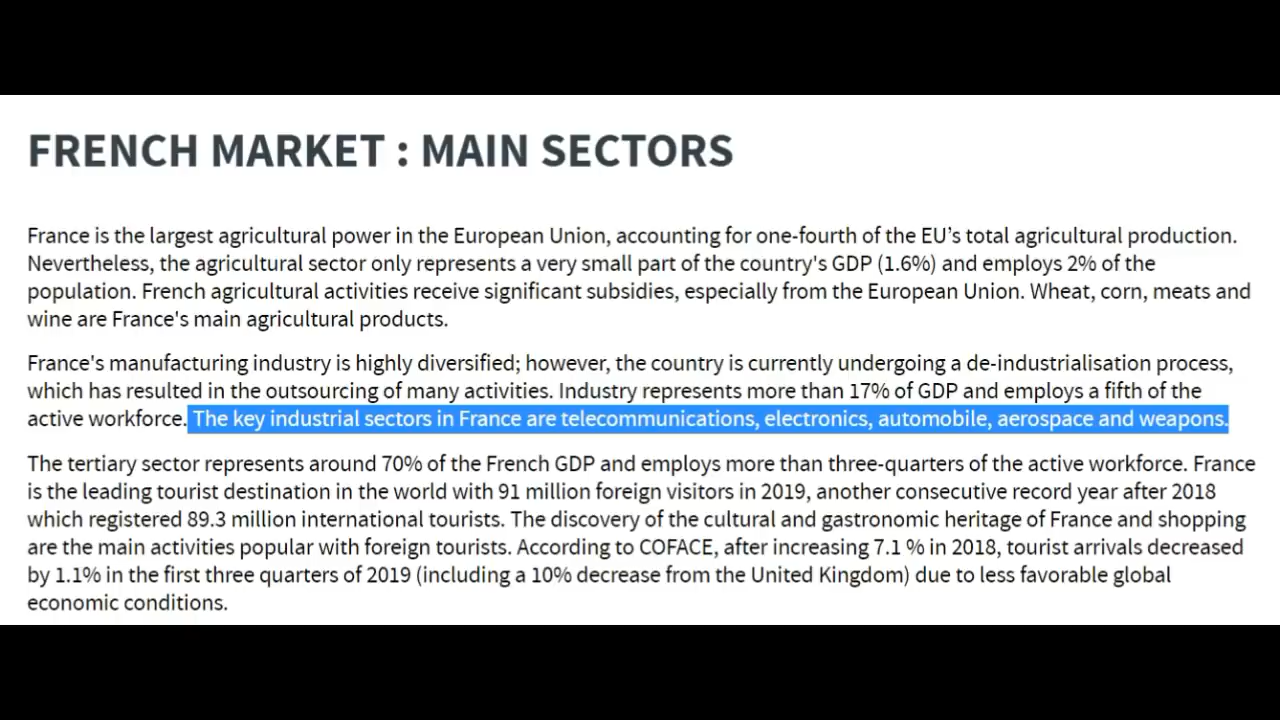 FRENCH MARKET : MAIN SECTORS
France is the largest agricultural power in the European Union, accounting for one-fourth of the EU’s total agricultural production.
Nevertheless, the agricultural sector only represents a very small part of the country's GDP (1.6%) and employs 2% of the
population. French agricultural activities receive significant subsidies, especially from the European Union. Wheat, corn, meats and
wine are France's main agricultural products.
France's manufacturing industry is highly diversified; however, the country is currently undergoing a de-industrialisation process,
which has resulted in the outsourcing of many activities. Industry represents more than 17% of GDP and employs a fifth of the
active workforce. The key industrial sectors in France are telecommunications, electronics, automobile, aerospace and weapons.
The tertiary sector represents around 70% of the French GDP and employs more than three-quarters of the active workforce. France
is the leading tourist destination in the world with 91 million foreign visitors in 2019, another consecutive record year after 2018
which registered 89.3 million international tourists. The discovery of the cultural and gastronomic heritage of France and shopping
are the main activities popular with foreign tourists. According to COFACE, after increasing 7.1 % in 2018, tourist arrivals decreased
by 1.1% in the first three quarters of 2019 (including a 10% decrease from the United Kingdom) due to less favorable global
economic conditions.